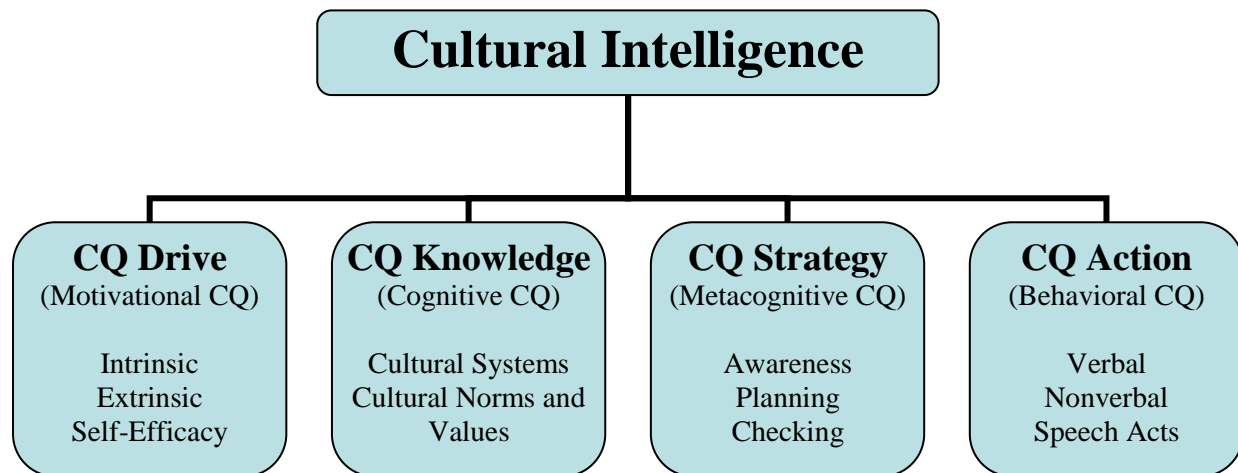 Cultural Intelligence
CQ Drive
(Motivational CQ)
Intrinsic
Extrinsic
Self-Efficacy
CQ Knowledge
(Cognitive CQ)
Cultural Systems
Cultural Norms and
Values
CQ Strategy
(Metacognitive CQ)
Awareness
Planning
Checking
CQ Action
(Behavioral CQ)
Verbal
Nonverbal
Speech Acts